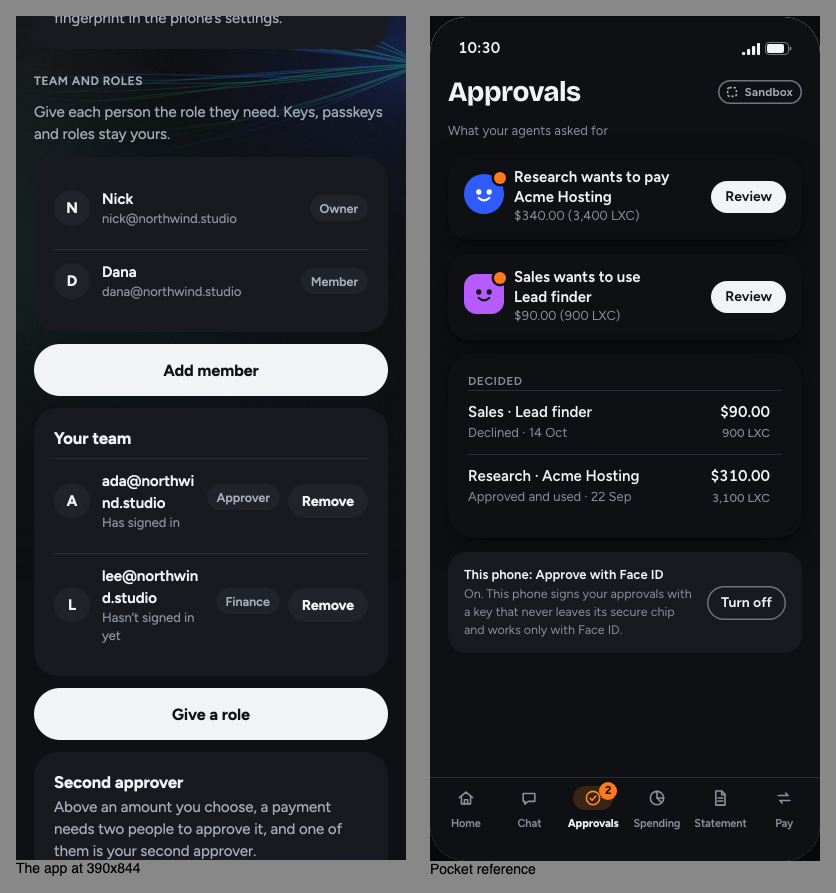 fingerprint in the phone's settings.
TEAM AND ROLES
Give each person the role they need. Keys, passkeys
and roles stay yours.
N
Nick
nick@northwind.studio
Owner
D
Dana
dana@northwind.studio
Member
Add member
Your team
A
ada@northwi
nd.studio
Has signed in
Approver
Remove
L
lee@northwin
d.studio
Hasn't signed in
yet
Finance
Remove
Give a role
Second approver
Above an amount you choose, a payment
needs two people to approve it, and one of
them is your second approver.
The app at 390x844
10:30
Approvals
Sandbox
What your agents asked for
Research wants to pay
Acme Hosting
$340.00 (3,400 LXC)
Review
Sales wants to use
Lead finder
$90.00 (900 LXC)
Review
DECIDED
Sales · Lead finder
$90.00
Declined · 14 Oct
900 LXC
Research · Acme Hosting
$310.00
Approved and used · 22 Sep
3,100 LXC
This phone: Approve with Face ID
On. This phone signs your approvals with
a key that never leaves its secure chip
and works only with Face ID.
Turn off
2
Home
Chat
Approvals
Spending
Statement
Pay
Pocket reference